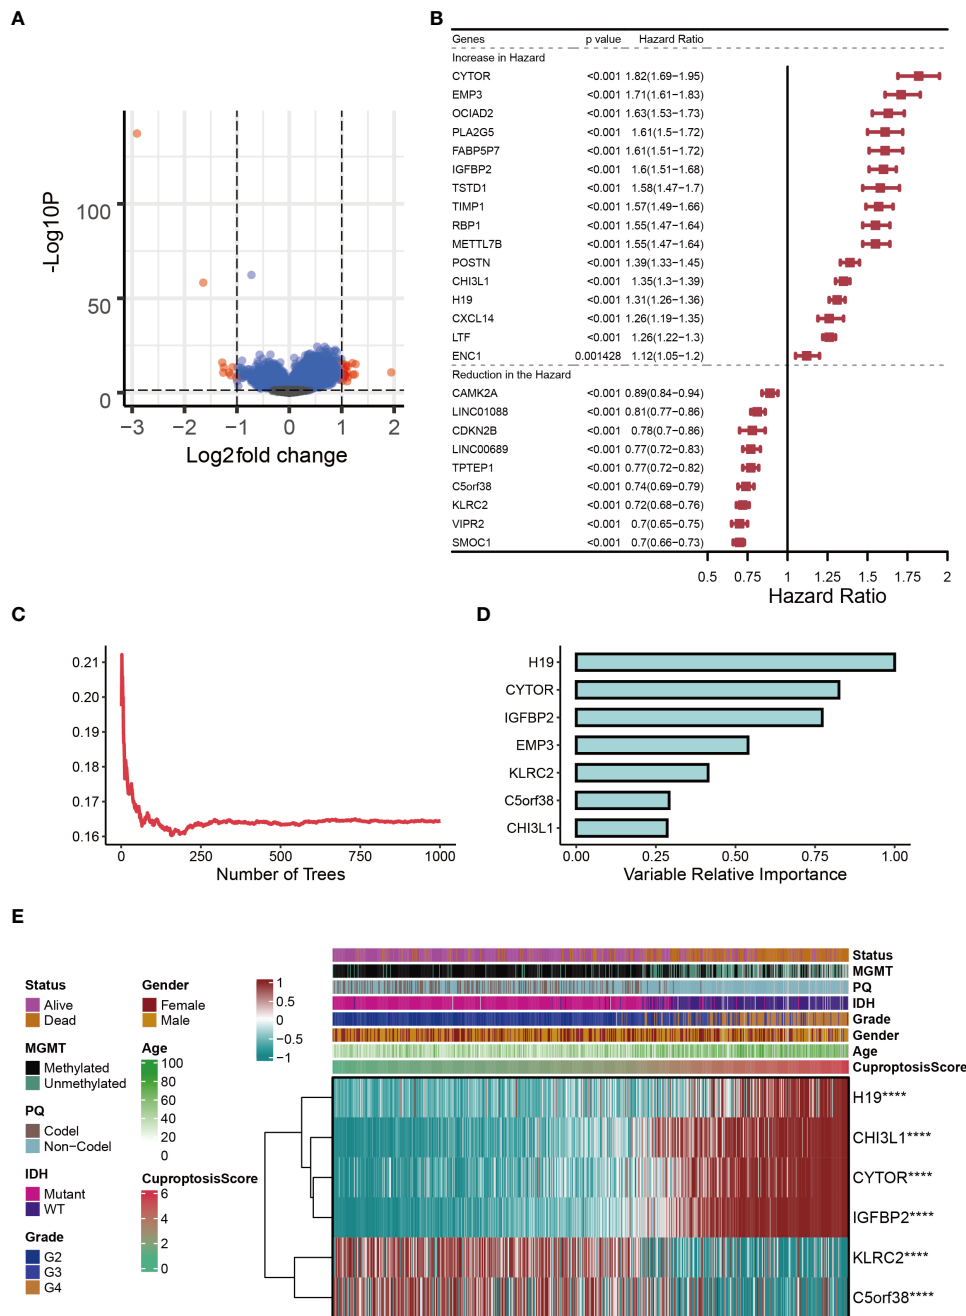 A
-Log10P
100
50
0
−3 −2 −1 0 1 2
Log2fold change
B
Genes p value Hazard Ratio
Increase in Hazard
CYTOR <0.001 1.82(1.69−1.95)
EMP3 <0.001 1.71(1.61−1.83)
OCIAD2 <0.001 1.63(1.53−1.73)
PLA2G5 <0.001 1.61(1.5−1.72)
FABP5P7 <0.001 1.61(1.51−1.72)
IGFBP2 <0.001 1.6(1.51−1.68)
TSTD1 <0.001 1.58(1.47−1.7)
TIMP1 <0.001 1.57(1.49−1.66)
RBP1 <0.001 1.55(1.47−1.64)
METTL7B <0.001 1.55(1.47−1.64)
POSTN <0.001 1.39(1.33−1.45)
CHI3L1 <0.001 1.35(1.3−1.39)
H19 <0.001 1.31(1.26−1.36)
CXCL14 <0.001 1.26(1.19−1.35)
LTF <0.001 1.26(1.22−1.3)
ENC1 0.001428 1.12(1.05−1.2)
Reduction in the Hazard
CAMK2A <0.001 0.89(0.84−0.94)
LINC01088 <0.001 0.81(0.77−0.86)
CDKN2B <0.001 0.78(0.7−0.86)
LINC00689 <0.001 0.77(0.72−0.83)
TPTEP1 <0.001 0.77(0.72−0.82)
C5orf38 <0.001 0.74(0.69−0.79)
KLRC2 <0.001 0.72(0.68−0.76)
VIPR2 <0.001 0.7(0.65−0.75)
SMOC1 <0.001 0.7(0.66−0.73)
0.5 0.75 1 1.25 1.5 1.75 2
Hazard Ratio
C
0.21
0.20
0.19
0.18
0.17
0.16
0 250 500 750 1000
Number of Trees
D
H19
CYTOR
IGFBP2
EMP3
KLRC2
C5orf38
CHI3L1
0.00 0.25 0.50 0.75 1.00
Variable Relative Importance
E
Status
Alive
Dead
MGMT
Methylated
Unmethylated
PQ
Codel
Non−Codel
IDH
Mutant
WT
Grade
G2
G3
G4
Gender
Female
Male
Age
100
80
60
40
20
0
CuproptosisScore
6
4
2
0
1
0.5
0
−0.5
−1
Status
MGMT
PQ
IDH
Grade
Gender
Age
CuproptosisScore
H19****
CHI3L1****
CYTOR****
IGFBP2****
KLRC2****
C5orf38****